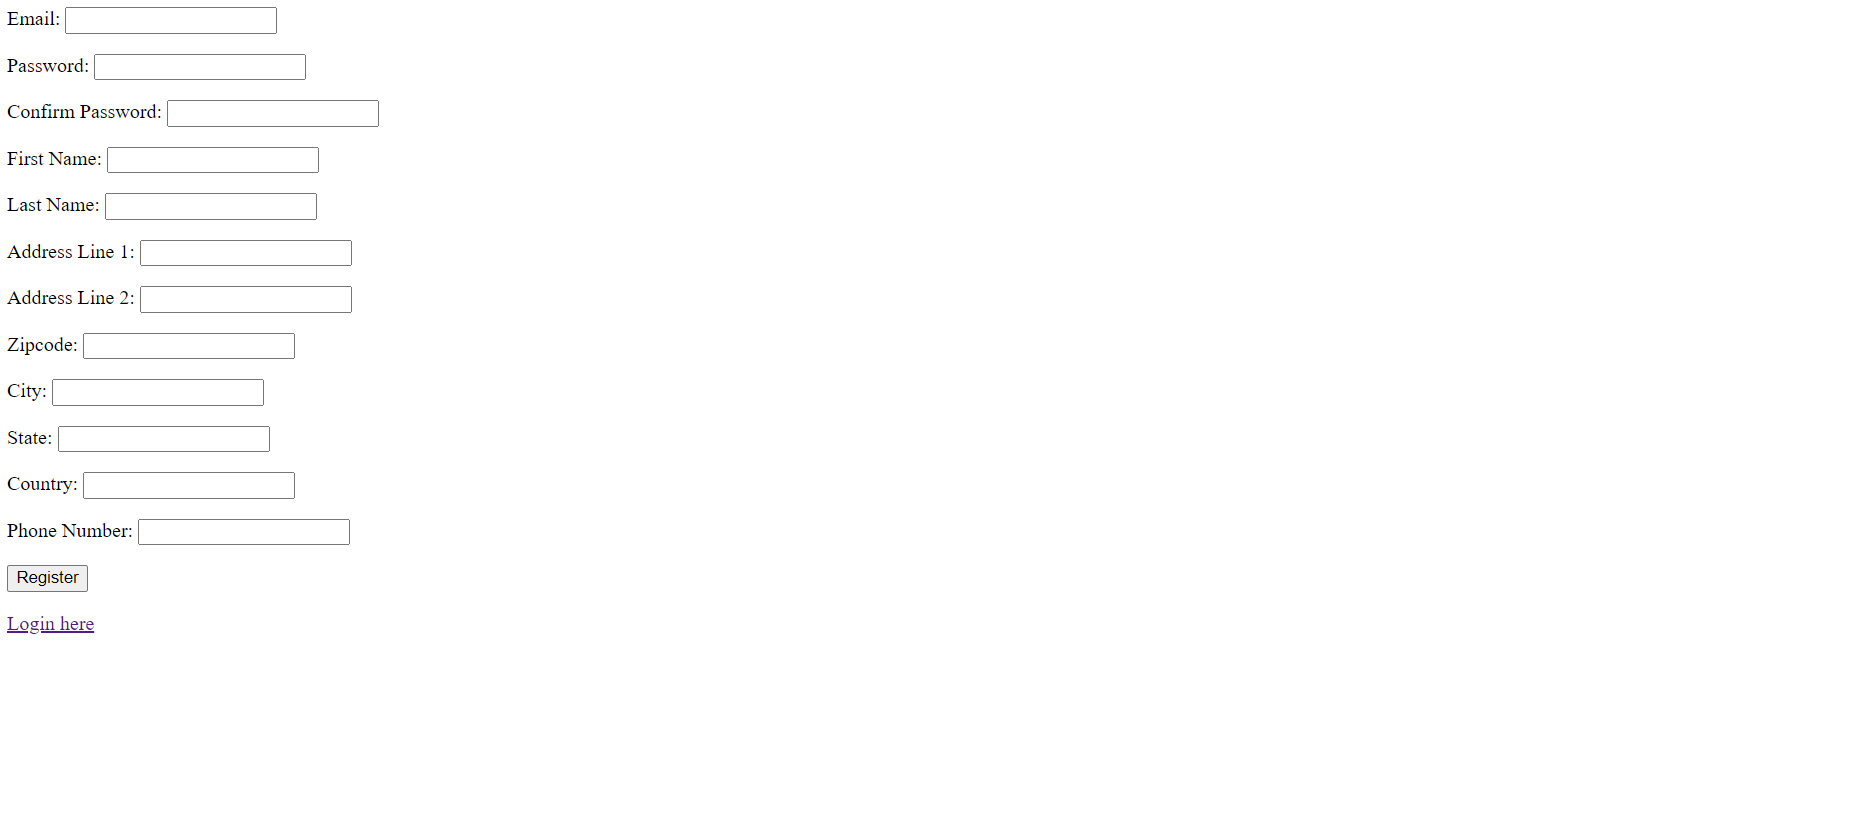 Email:
Password:
Confirm Password:
First Name:
Last Name:
Address Line 1:
Address Line 2:
Zipcode:
City:
State:
Country:
Phone Number:
Register
Login here